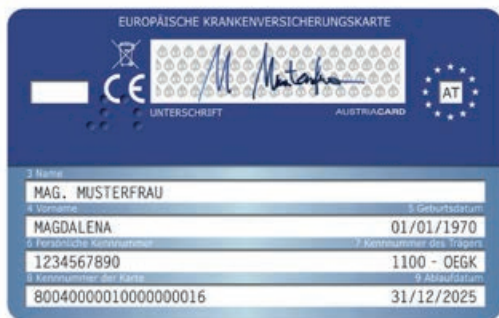 EUROPÄISCHE KRANKENVERSICHERUNGSKARTE
CE
M Musterfrau
AT
UNTERSCHRIFT AUSTRIACARD
3 Name
MAG. MUSTERFRAU
4 Vorname 5 Geburtsdatum
MAGDALENA 01/01/1970
6 Persönliche Kennnummer 7 Kennnummer des Trägers
1234567890 1100 - OEGK
8 Kennnummer der Karte 9 Ablaufdatum
80040000010000000016 31/12/2025